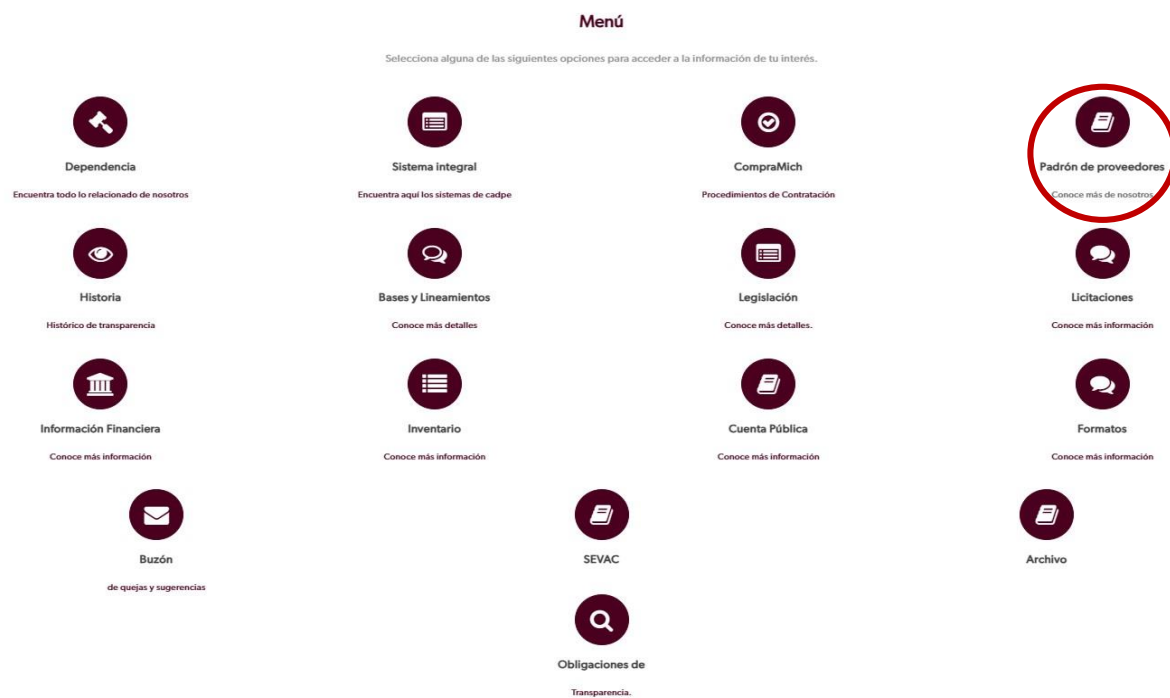 Menú
Selecciona alguna de las siguientes opciones para acceder a la información de tu interés.
Dependencia
Encuentra todo lo relacionado de nosotros
Sistema integral
Encuentra aquí los sistemas de cadpe
CompraMich
Procedimientos de Contratación
Padrón de proveedores
Conoce más de nosotros
Historia
Histórico de transparencia
Bases y Lineamientos
Conoce más detalles
Legislación
Conoce más detalles.
Licitaciones
Conoce más información
Información Financiera
Conoce más información
Inventario
Conoce más información
Cuenta Pública
Conoce más información
Formatos
Conoce más información
Buzón
de quejas y sugerencias
SEVAC
Archivo
Obligaciones de
Transparencia.